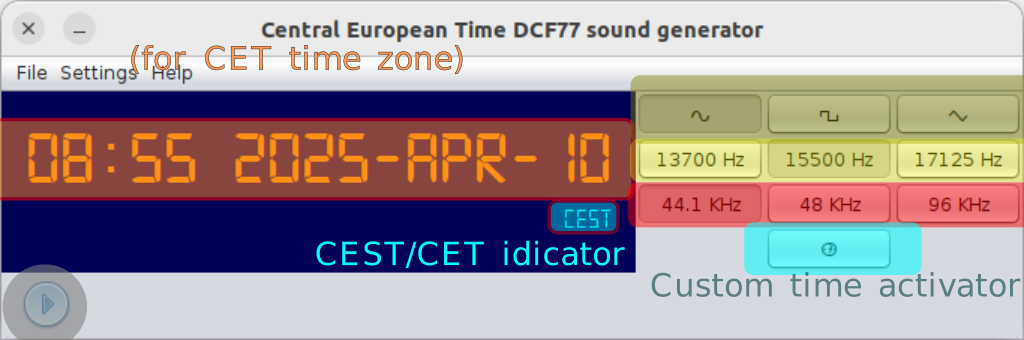 Central European Time DCF77 sound generator
(for CET time zone)
File Settings Help
08:55 2025-APR- 10
13700 Hz 15500 Hz 17125 Hz
44.1 KHz 48 KHz 96 KHz
CEST
CEST/CET idicator
Custom time activator